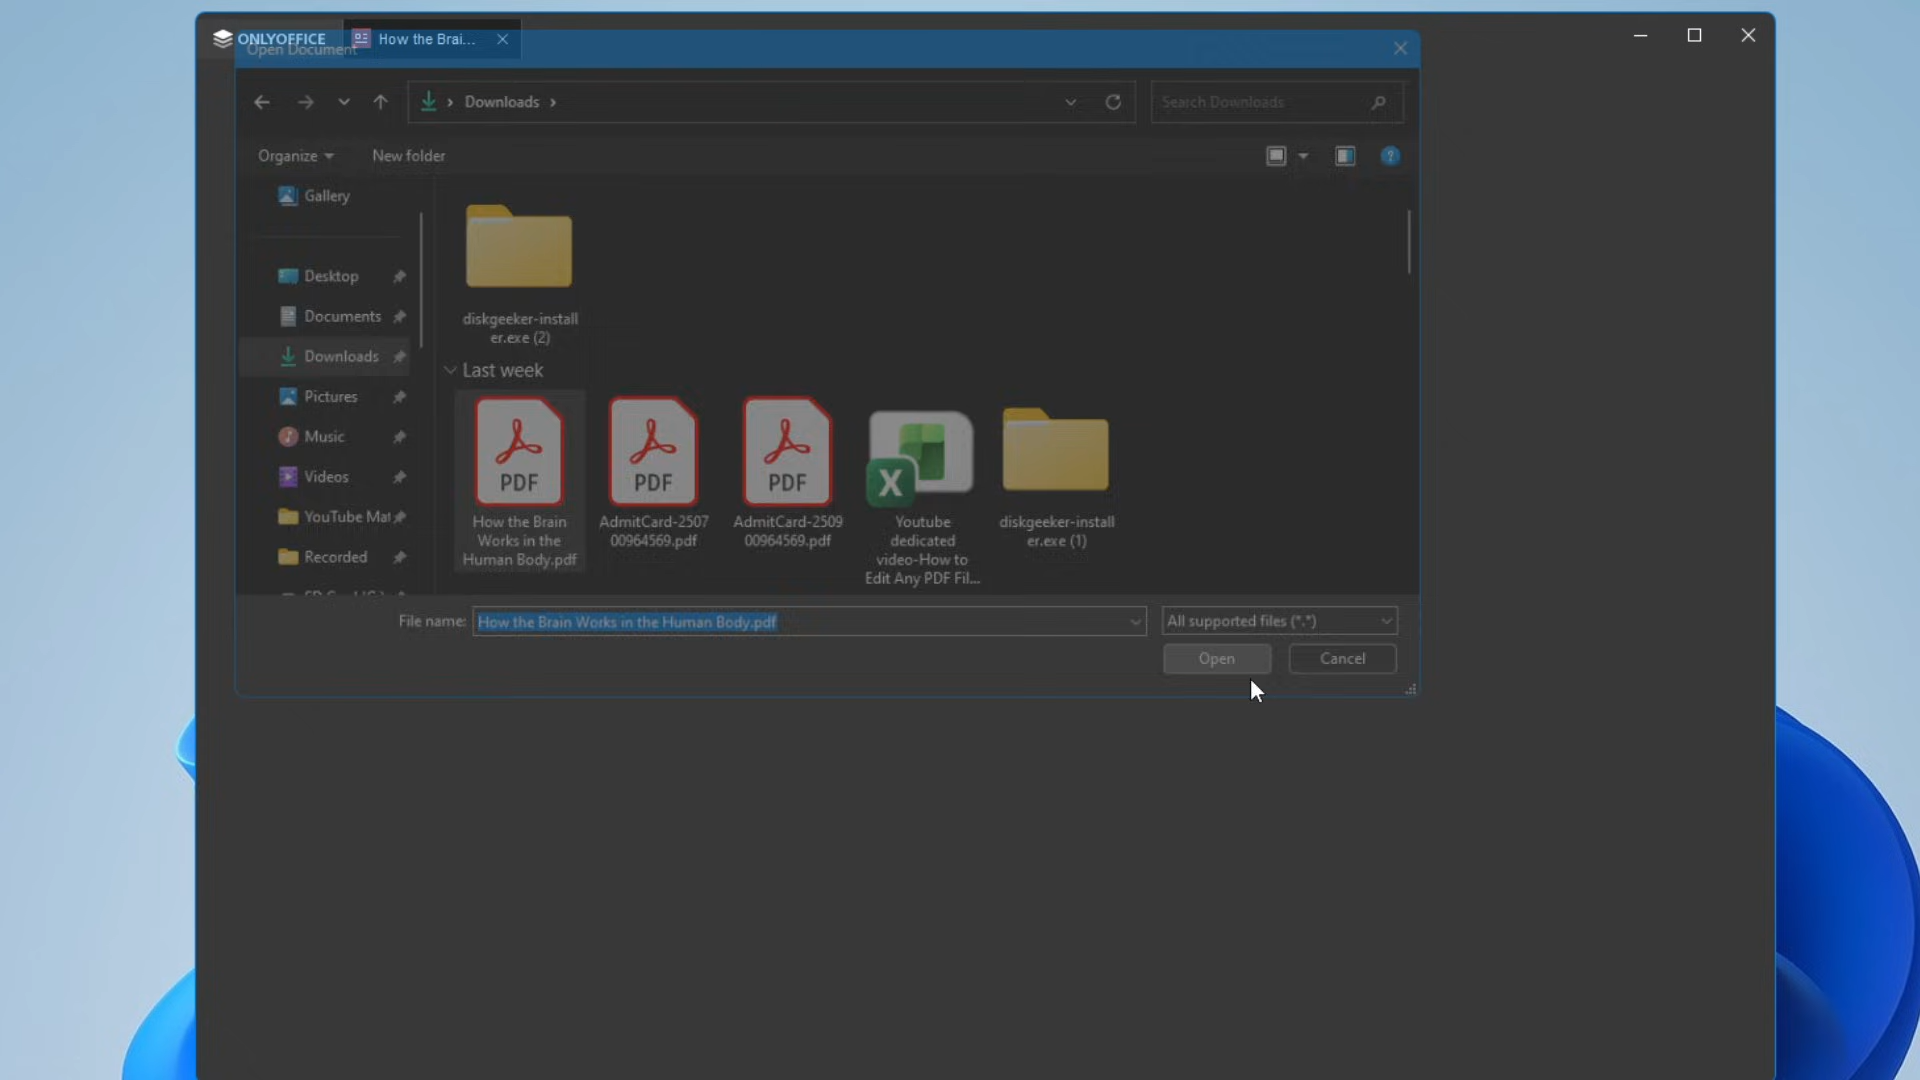 ONLYOFFICE
How the Brai...
Open Document
Downloads
Search Downloads
Organize
New folder
Gallery
Desktop
Documents
Downloads
Pictures
Music
Videos
YouTube Mat
Recorded
diskgeeker-install
er.exe (2)
Last week
PDF
How the Brain
Works in the
Human Body.pdf
PDF
AdmitCard-2507
00964569.pdf
PDF
AdmitCard-2509
00964569.pdf
X
Youtube
dedicated
video-How to
Edit Any PDF Fil...
diskgeeker-install
er.exe (1)
File name:
How the Brain Works in the Human Body.pdf
All supported files (*.*)
Open
Cancel